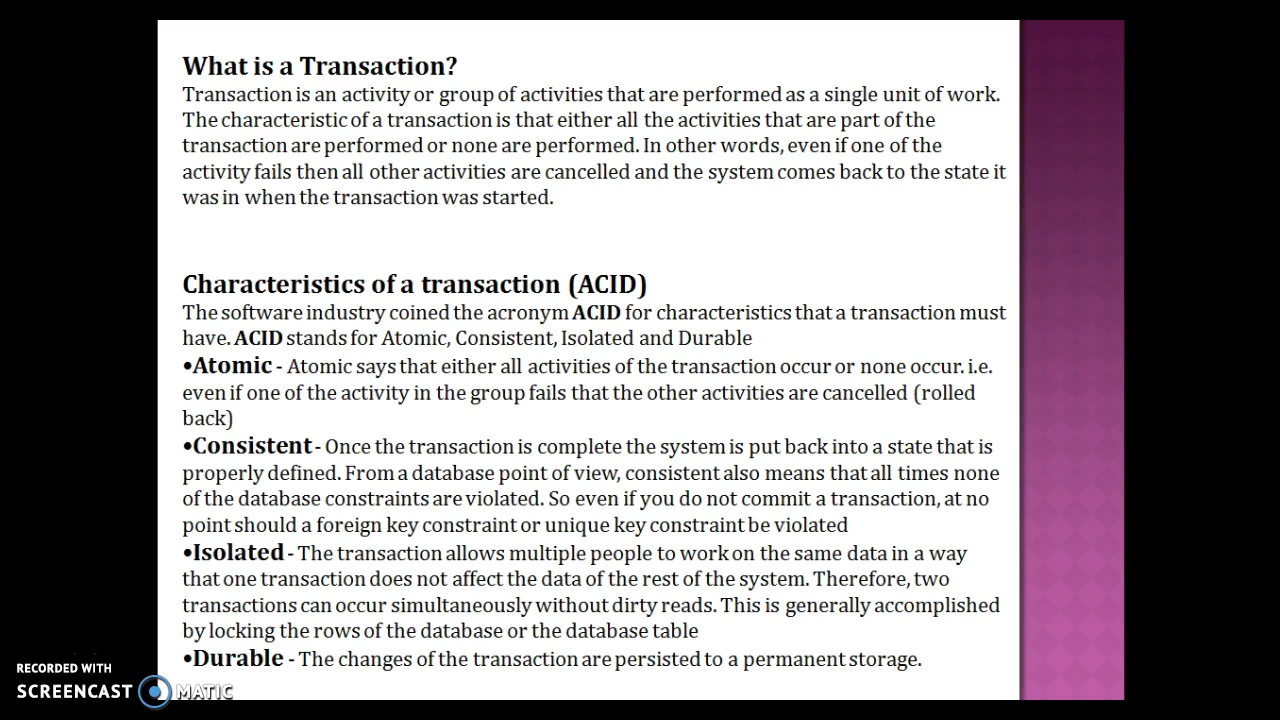 What is a Transaction?
Transaction is an activity or group of activities that are performed as a single unit of work.
The characteristic of a transaction is that either all the activities that are part of the
transaction are performed or none are performed. In other words, even if one of the
activity fails then all other activities are cancelled and the system comes back to the state it
was in when the transaction was started.
Characteristics of a transaction (ACID)
The software industry coined the acronym ACID for characteristics that a transaction must
have. ACID stands for Atomic, Consistent, Isolated and Durable
•Atomic - Atomic says that either all activities of the transaction occur or none occur. i.e.
even if one of the activity in the group fails that the other activities are cancelled (rolled
back)
•Consistent - Once the transaction is complete the system is put back into a state that is
properly defined. From a database point of view, consistent also means that all times none
of the database constraints are violated. So even if you do not commit a transaction, at no
point should a foreign key constraint or unique key constraint be violated
•Isolated - The transaction allows multiple people to work on the same data in a way
that one transaction does not affect the data of the rest of the system. Therefore, two
transactions can occur simultaneously without dirty reads. This is generally accomplished
by locking the rows of the database or the database table
•Durable - The changes of the transaction are persisted to a permanent storage.
RECORDED WITH
SCREENCAST MATIC